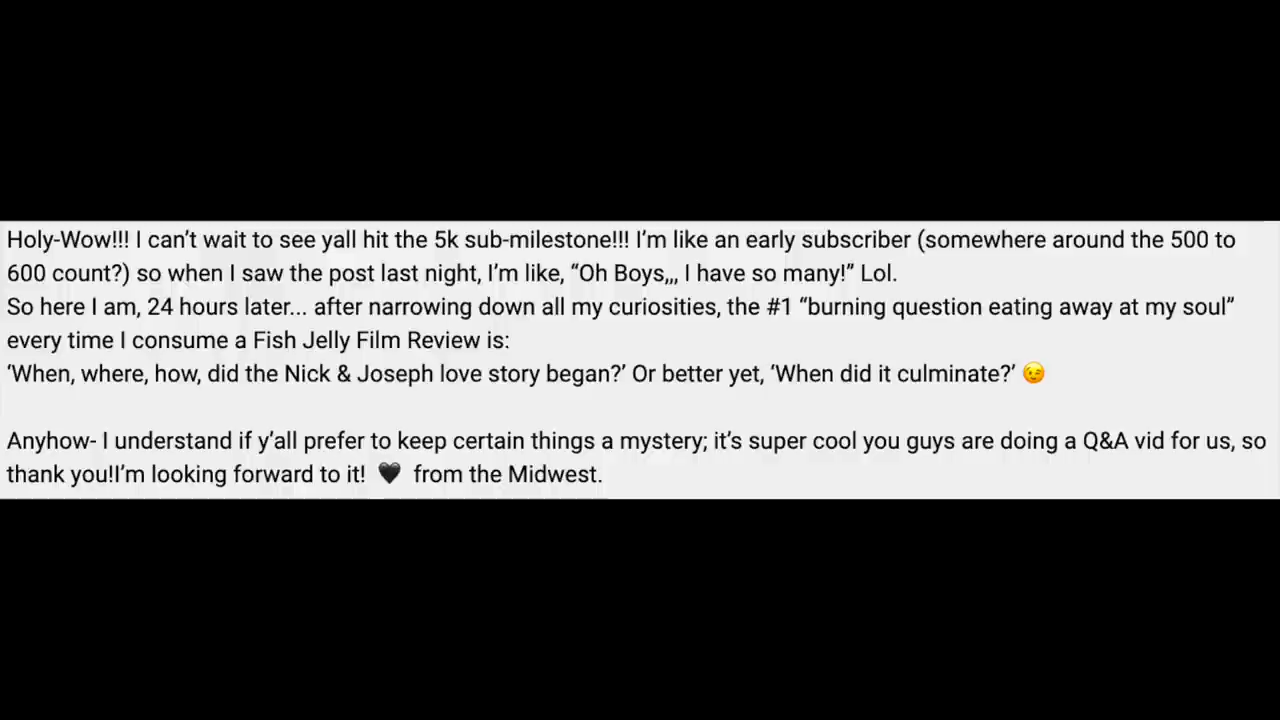 Holy-Wow!!! I can’t wait to see yall hit the 5k sub-milestone!!! I’m like an early subscriber (somewhere around the 500 to
600 count?) so when I saw the post last night, I’m like, “Oh Boys,,, I have so many!” Lol.
So here I am, 24 hours later... after narrowing down all my curiosities, the #1 “burning question eating away at my soul”
every time I consume a Fish Jelly Film Review is:
‘When, where, how, did the Nick & Joseph love story began?’ Or better yet, ‘When did it culminate?’ 😉
Anyhow- I understand if y’all prefer to keep certain things a mystery; it’s super cool you guys are doing a Q&A vid for us, so
thank you!I’m looking forward to it! 🖤 from the Midwest.